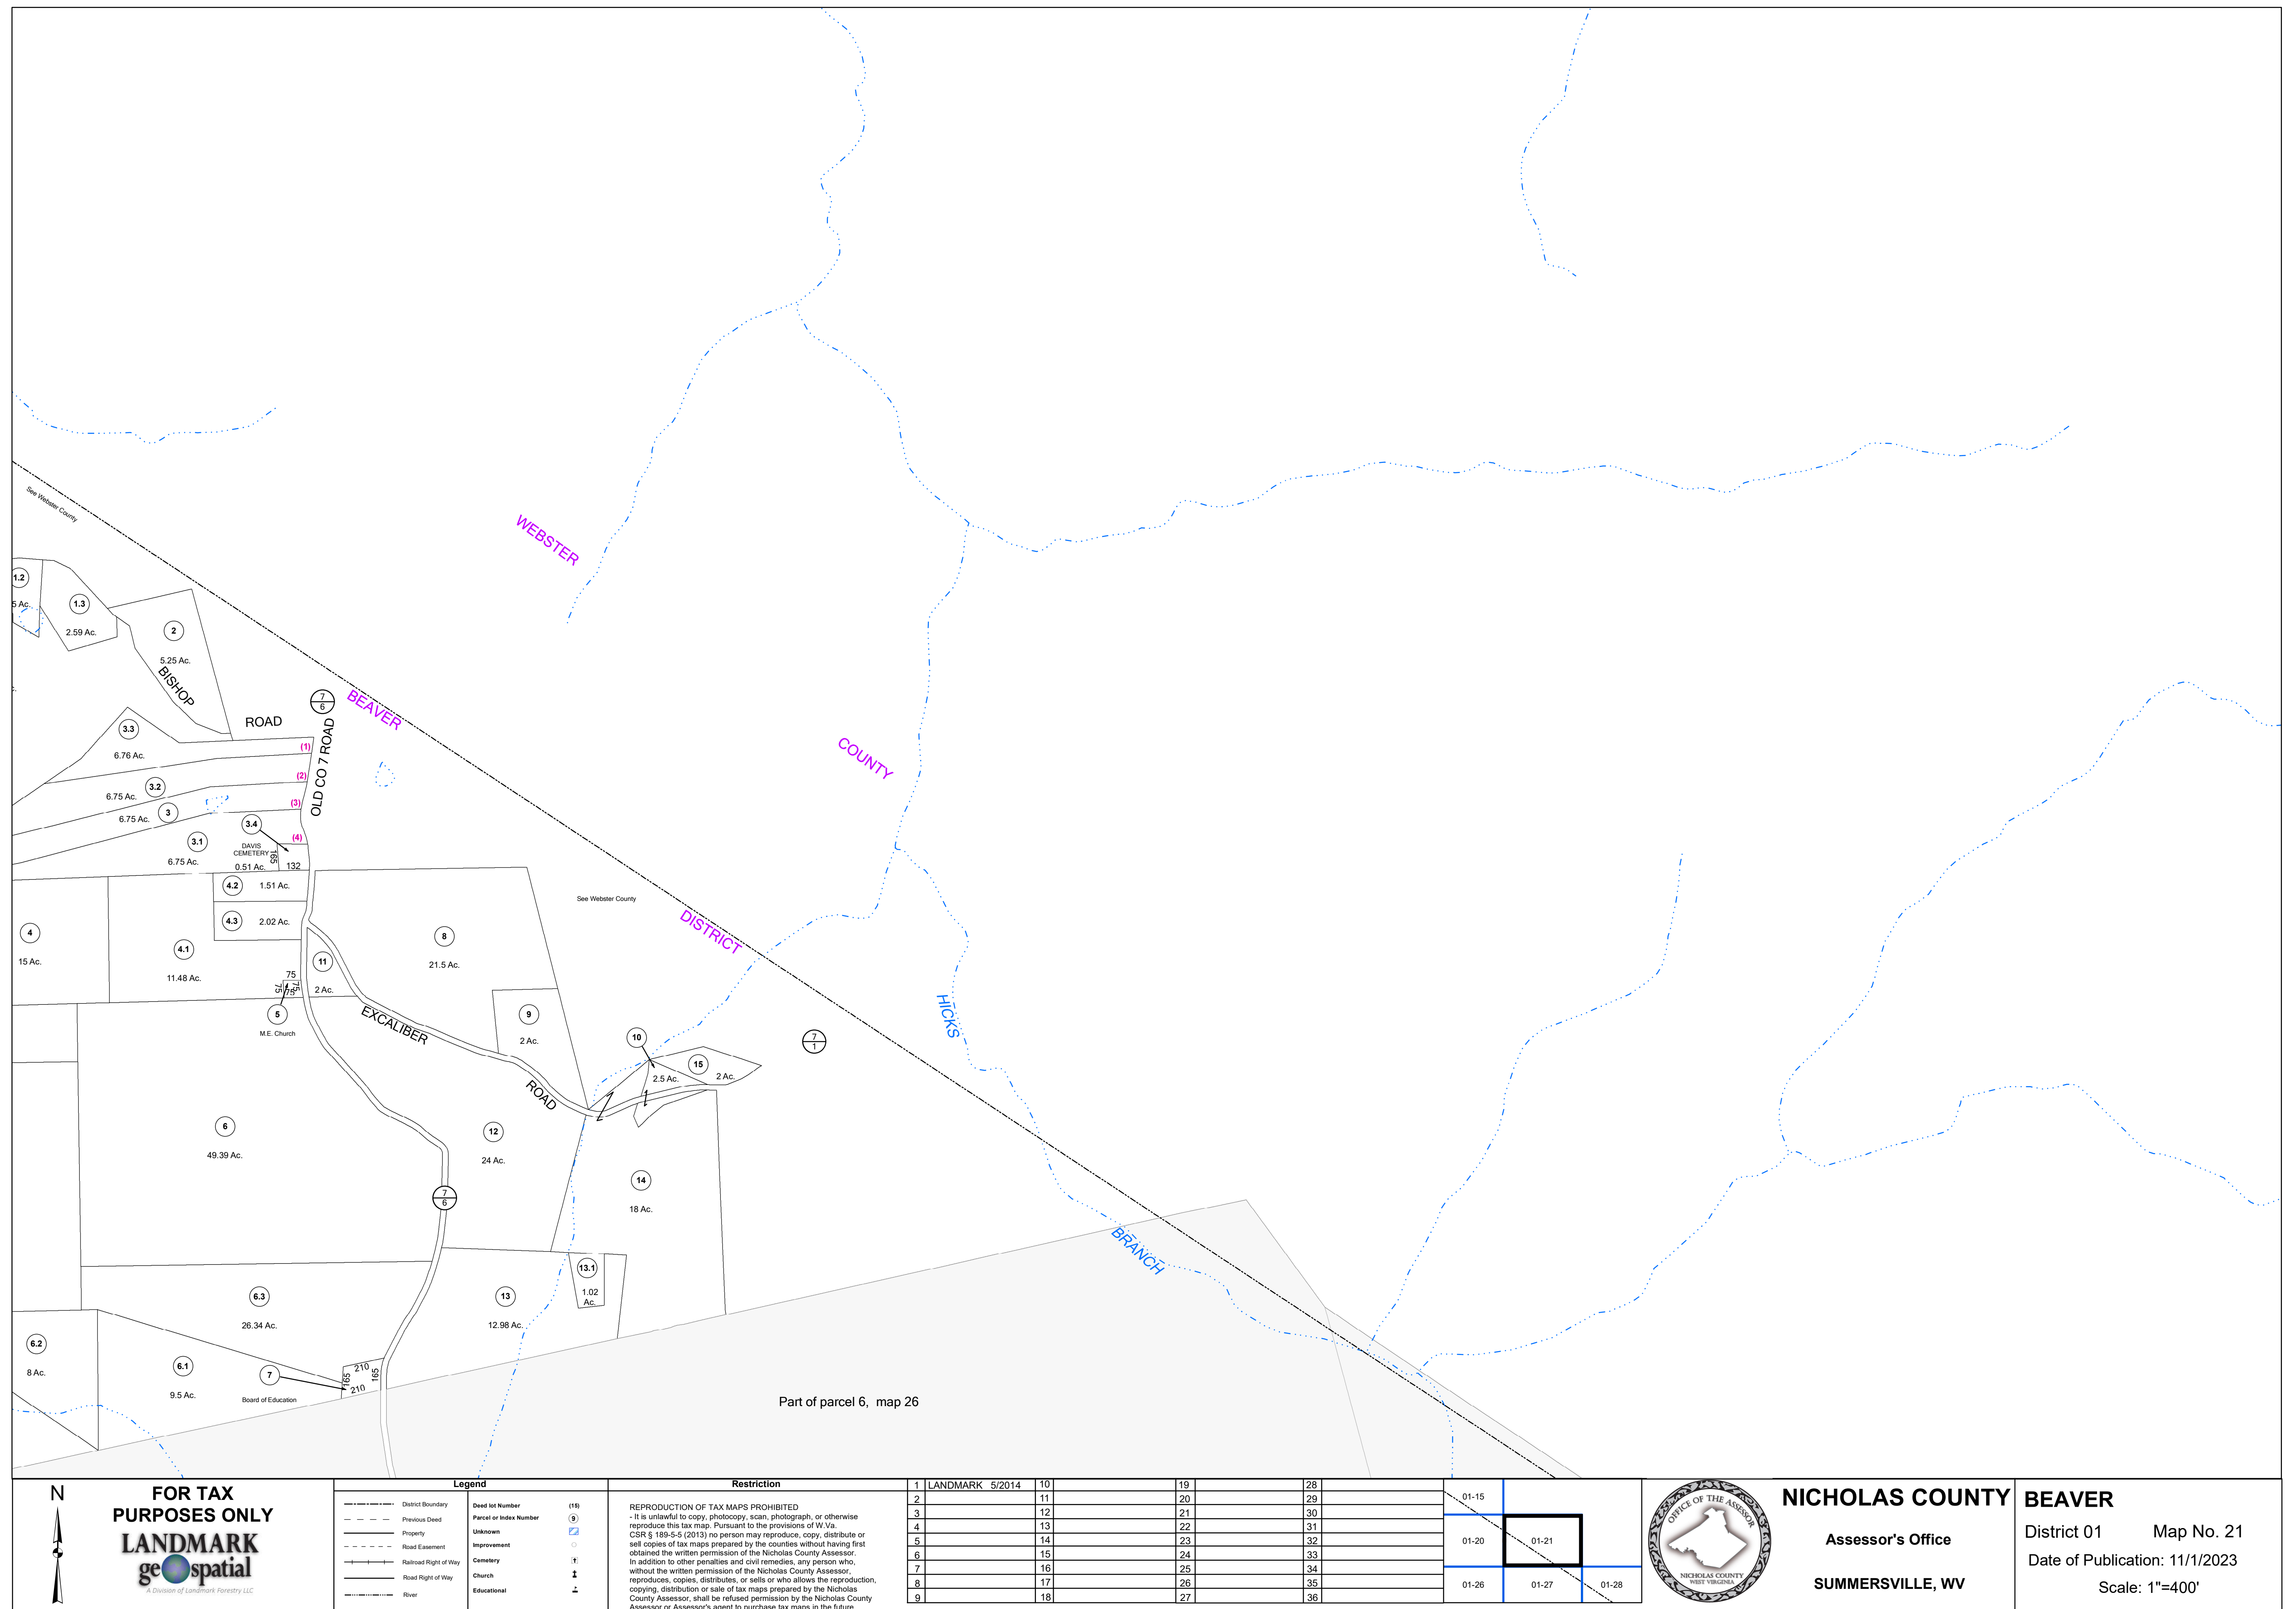 See Webster County
WEBSTER
1.2
5 Ac.
1.3
2.59 Ac.
2
5.25 Ac.
BISHOP
ROAD
7
6
BEAVER
OLD CO 7 ROAD
3.3
6.76 Ac.
(1)
COUNTY
(2)
3.2
6.75 Ac.
(3)
3
6.75 Ac.
3.4
(4)
3.1
6.75 Ac.
DAVIS
CEMETERY
165
0.51 Ac.
132
4.2
1.51 Ac.
See Webster County
4.3
2.02 Ac.
DISTRICT
4
15 Ac.
4.1
11.48 Ac.
8
21.5 Ac.
11
2 Ac.
75
75
75
75
5
M.E. Church
EXCALIBER
ROAD
9
2 Ac.
HICKS
7
1
10
2.5 Ac.
15
2 Ac.
6
49.39 Ac.
12
24 Ac.
14
18 Ac.
7
6
BRANCH
13.1
1.02
Ac.
6.3
26.34 Ac.
13
12.98 Ac.
6.2
8 Ac.
6.1
9.5 Ac.
7
Board of Education
210
165
165
210
Part of parcel 6, map 26
N
FOR TAX
PURPOSES ONLY
LANDMARK
geospatial
A Division of Landmark Forestry LLC
Legend
District Boundary
Previous Deed
Property
Road Easement
Railroad Right of Way
Road Right of Way
River
Deed lot Number (15)
Parcel or Index Number 9
Unknown
Improvement
Cemetery
Church
Educational
Restriction
REPRODUCTION OF TAX MAPS PROHIBITED
- It is unlawful to copy, photocopy, scan, photograph, or otherwise
reproduce this tax map. Pursuant to the provisions of W.Va.
CSR § 189-5-5 (2013) no person may reproduce, copy, distribute or
sell copies of tax maps prepared by the counties without having first
obtained the written permission of the Nicholas County Assessor.
In addition to other penalties and civil remedies, any person who,
without the written permission of the Nicholas County Assessor,
reproduces, copies, distributes, or sells or who allows the reproduction,
copying, distribution or sale of tax maps prepared by the Nicholas
County Assessor, shall be refused permission by the Nicholas County
Assessor or Assessor's agent to purchase tax maps in the future.
1 LANDMARK 5/2014 10 19 28
2 11 20 29
3 12 21 30
4 13 22 31
5 14 23 32
6 15 24 33
7 16 25 34
8 17 26 35
9 18 27 36
01-15
01-20 01-21
01-26 01-27 01-28
OFFICE OF THE ASSESSOR
NICHOLAS COUNTY
WEST VIRGINIA
NICHOLAS COUNTY
Assessor's Office
SUMMERSVILLE, WV
BEAVER
District 01 Map No. 21
Date of Publication: 11/1/2023
Scale: 1"=400'